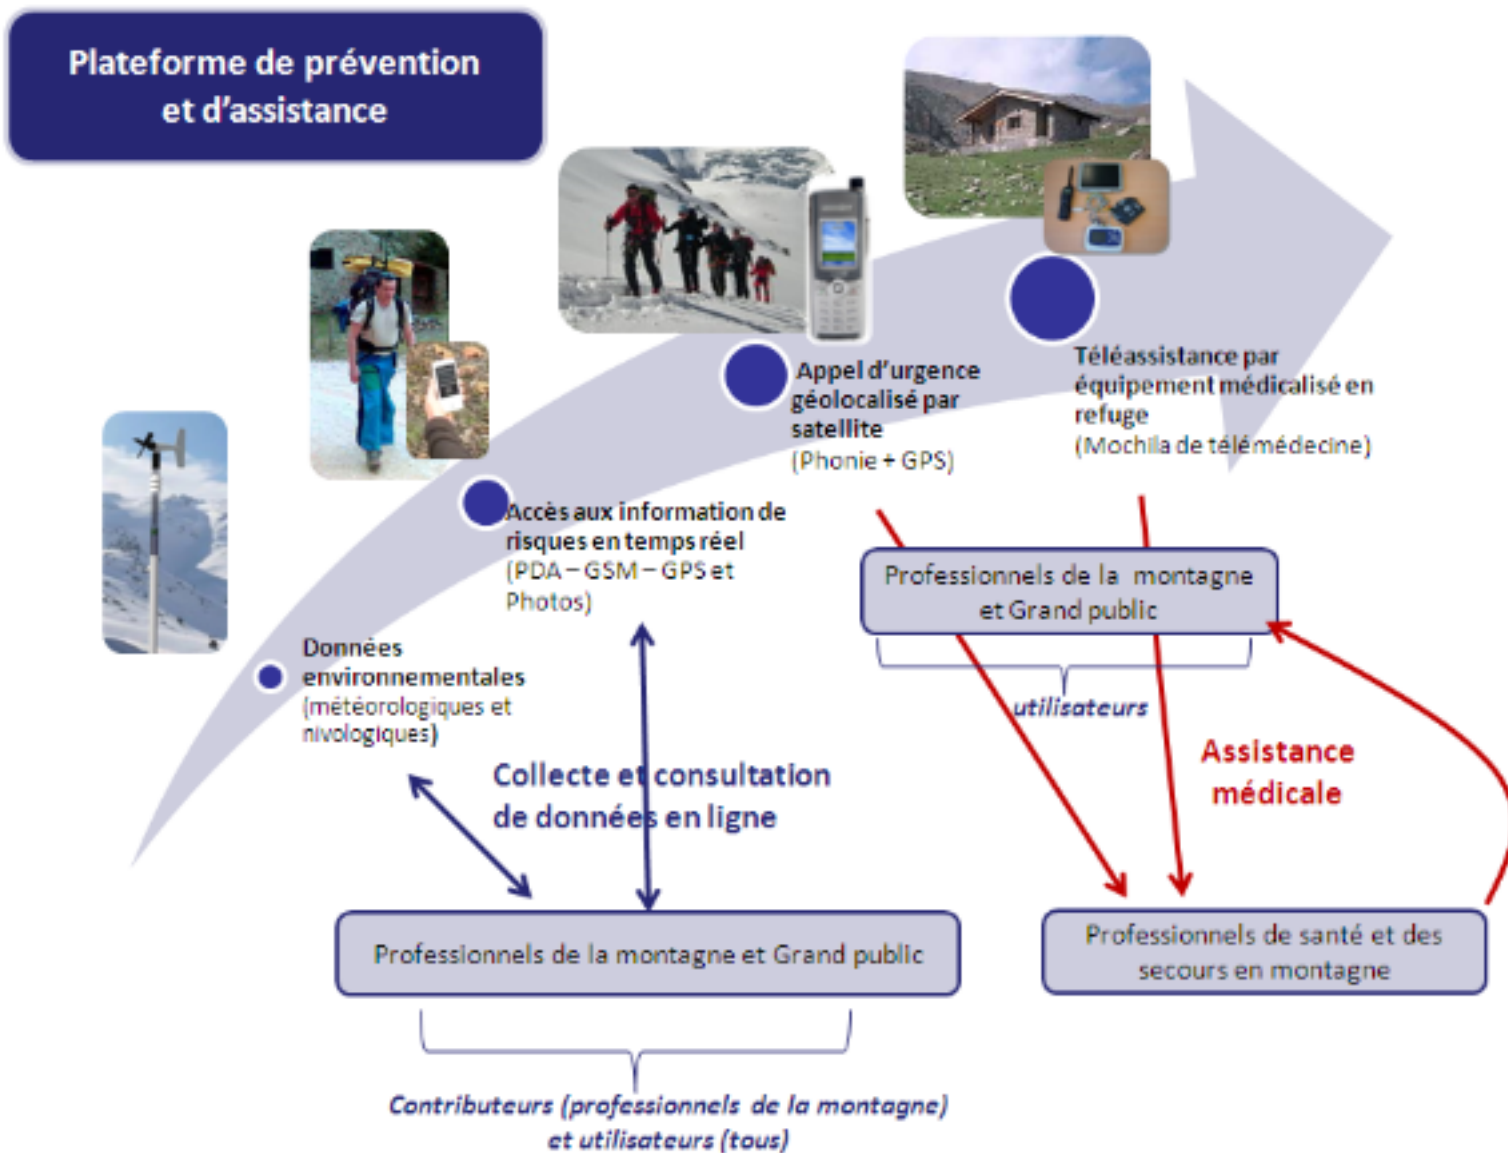 Plateforme de prévention
et d'assistance
Données
environnementales
(météorologiques et
nivologiques)
Accès aux information de
risques en temps réel
(PDA – GSM – GPS et
Photos)
Appel d'urgence
géolocalisé par
satellite
(Phonie + GPS)
Téléassistance par
équipement médicalisé en
refuge
(Mochila de télémédecine)
Professionnels de la montagne
et Grand public
utilisateurs
Collecte et consultation
de données en ligne
Assistance
médicale
Professionnels de la montagne et Grand public
Professionnels de santé et des
secours en montagne
Contributeurs (professionnels de la montagne)
et utilisateurs (tous)